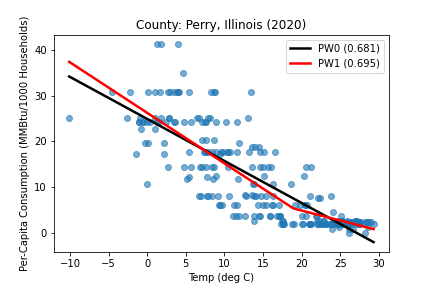 County: Perry, Illinois (2020)
Per-Capita Consumption (MMBtu/1000 Households)
40
30
20
10
0
PW0 (0.681)
PW1 (0.695)
−10 −5 0 5 10 15 20 25 30
Temp (deg C)